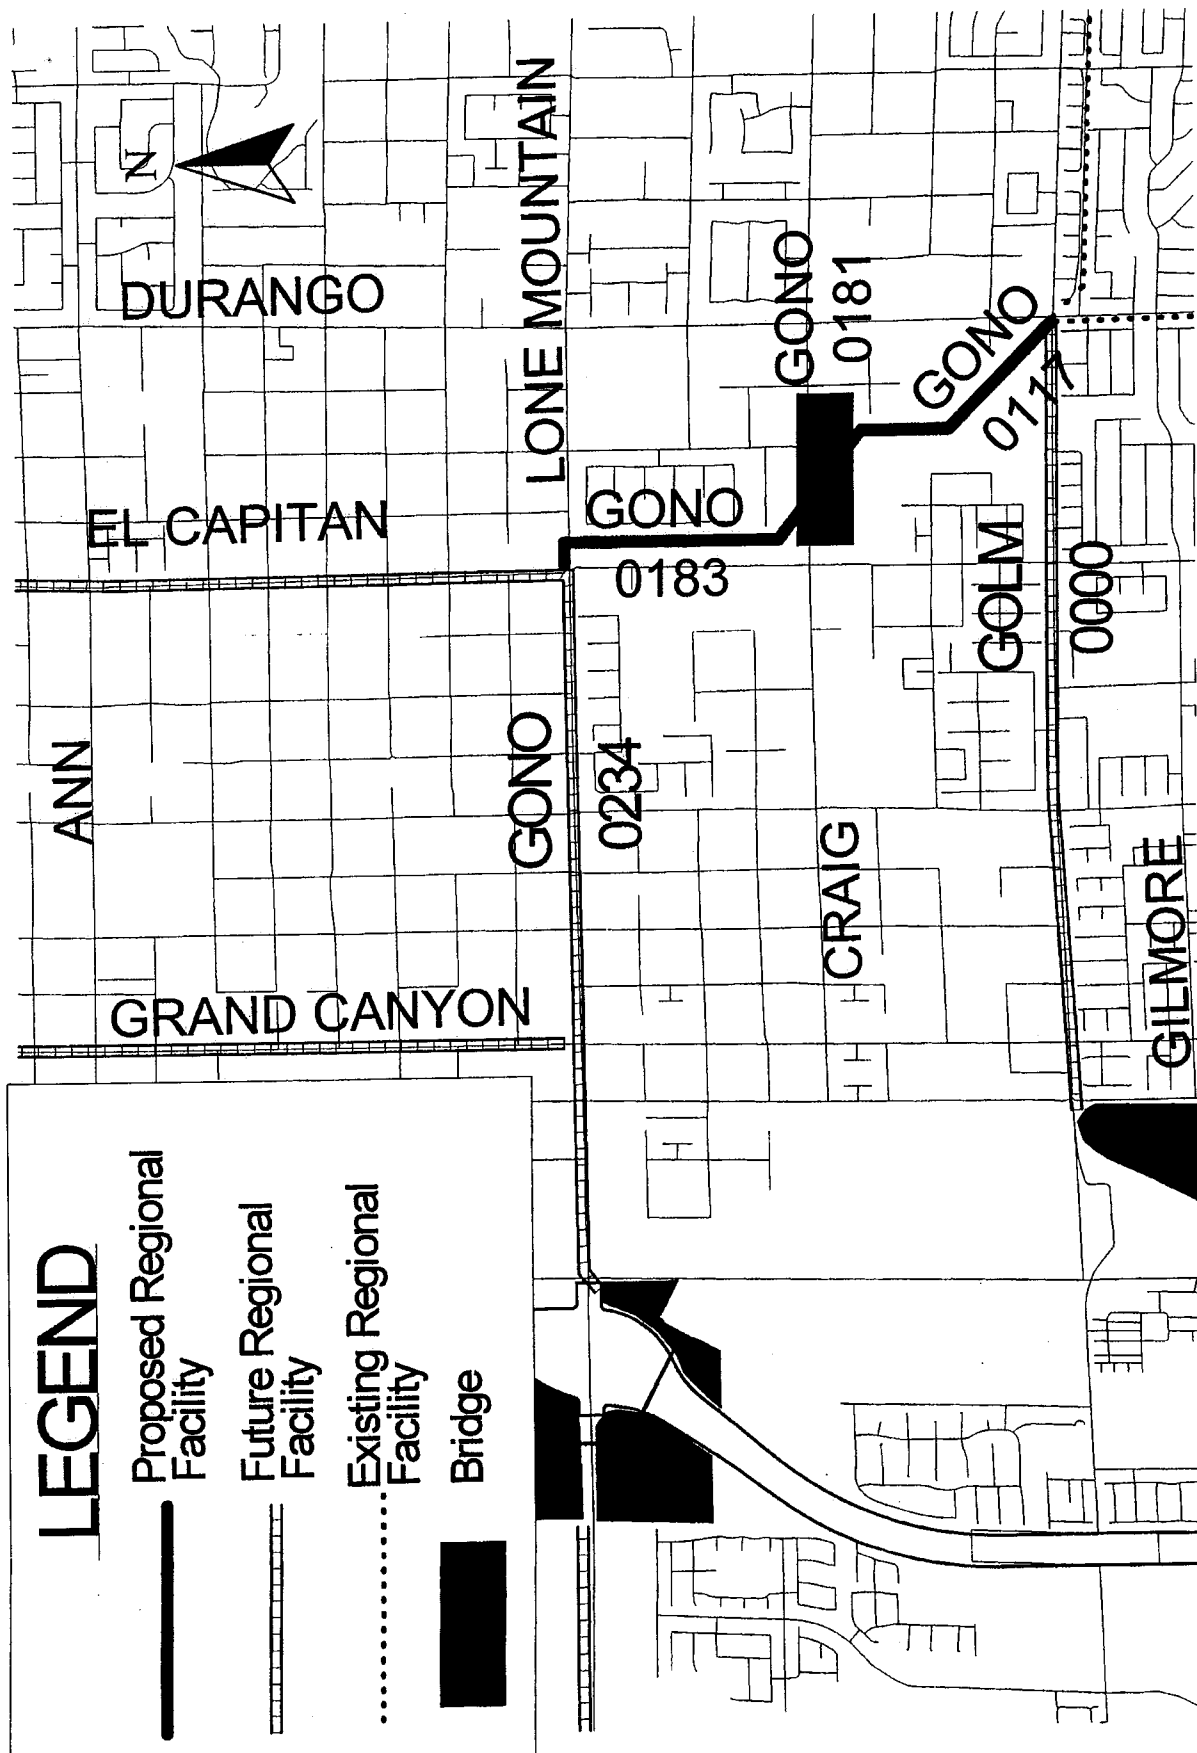 LEGEND
Proposed Regional
Facility
Future Regional
Facility
Existing Regional
Facility
Bridge
N
ANN
GRAND CANYON
EL CAPITAN
DURANGO
LONE MOUNTAIN
GONO
0234
GONO
0183
GONO
0181
CRAIG
GONO
0117
GOLM
0000
GILMORE